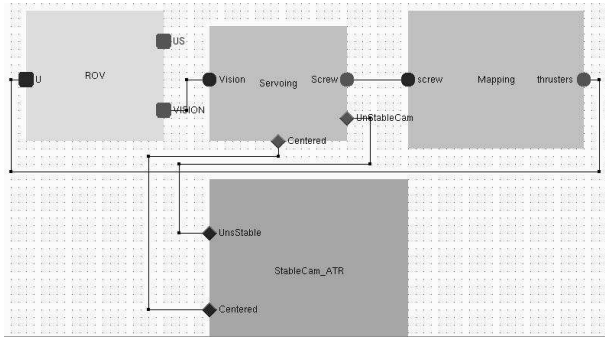 US
U
ROV
VISION
Vision
Servoing
Screw
UnStableCam
Centered
screw
Mapping
thrusters
UnsStable
StableCam_ATR
Centered